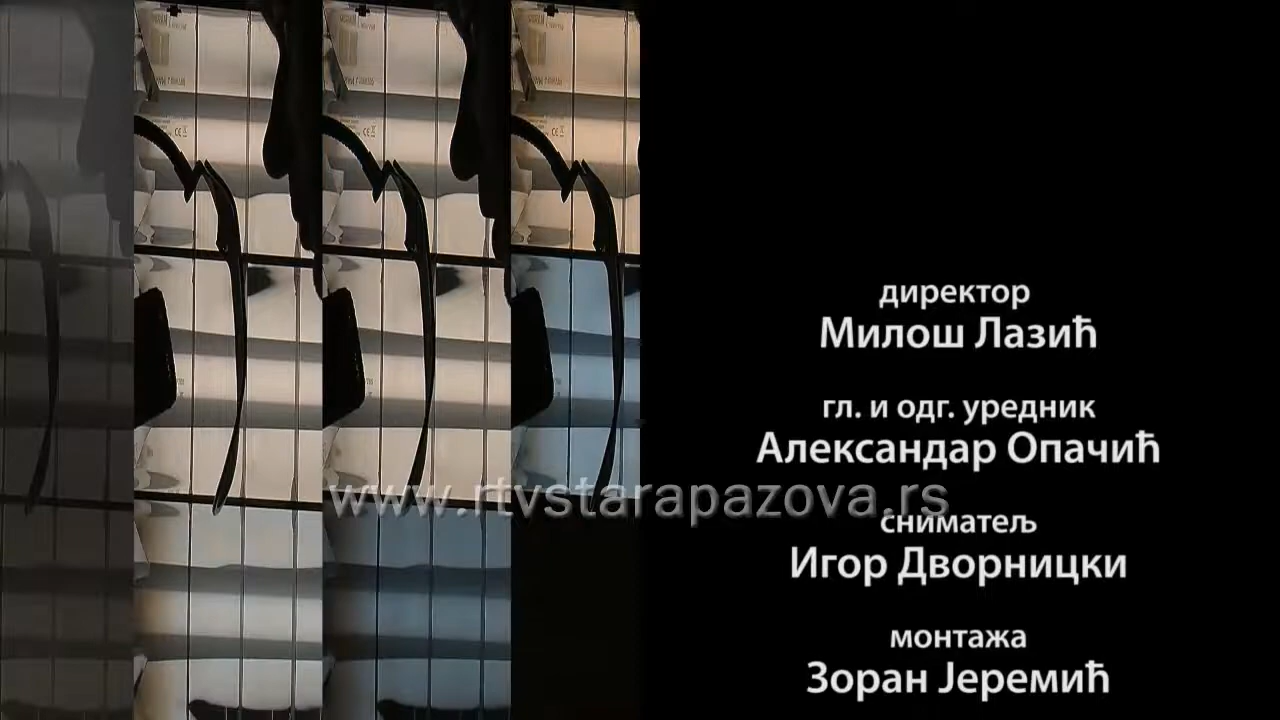 директор
Милош Лазић
гл. и одг. уредник
Александар Опачић
www.rtvstarapazova.rs
сниматељ
Игор Дворницки
монтажа
Зоран Јеремић